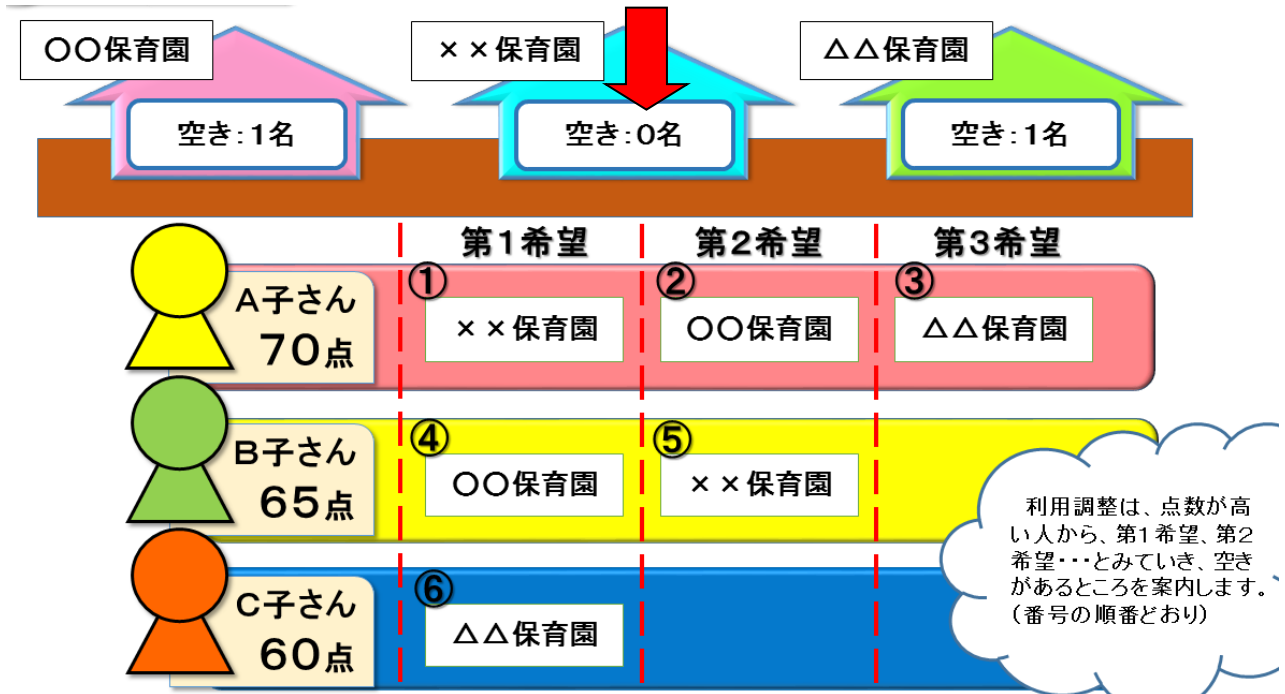 ○○保育園
××保育園
△△保育園
空き:1名
空き:0名
空き:1名
第1希望
第2希望
第3希望
A子さん
70点
①
××保育園
②
○○保育園
③
△△保育園
B子さん
65点
④
○○保育園
⑤
××保育園
C子さん
60点
⑥
△△保育園
利用調整は、点数が高
い人から、第1希望、第2
希望・・・とみていき、空き
があるところを案内します。
(番号の順番どおり)